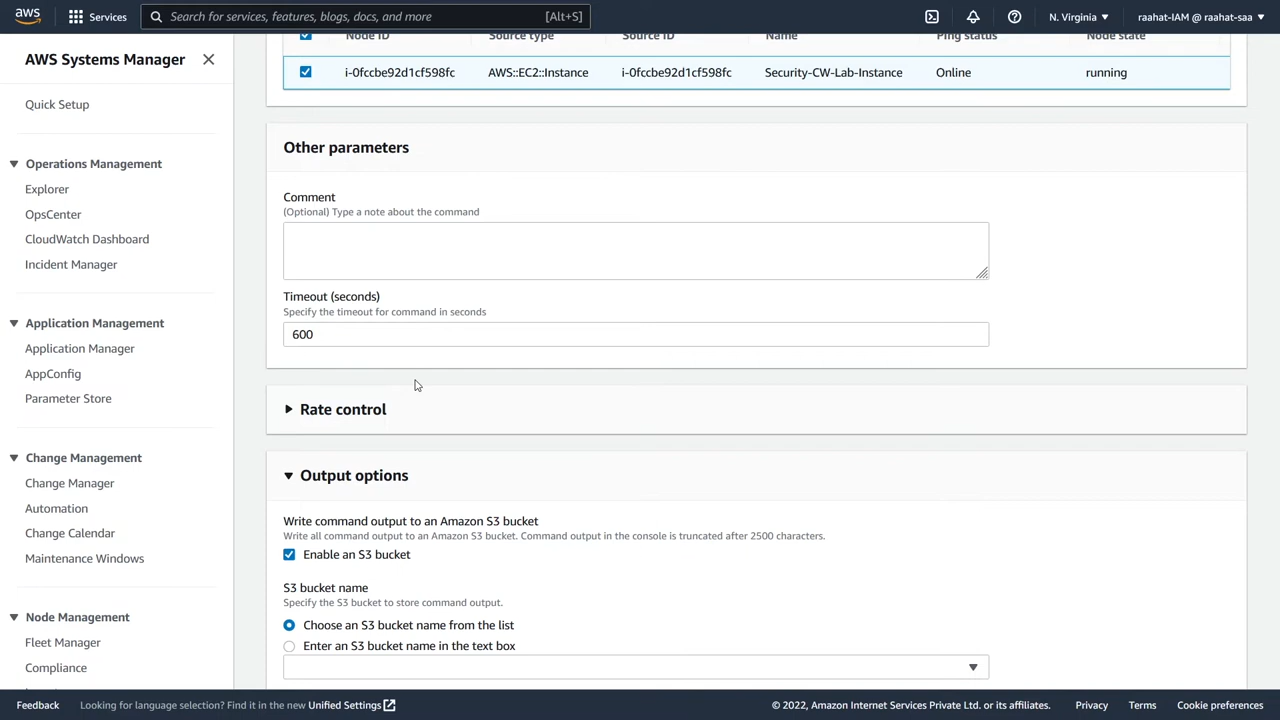 aws
Services
Search for services, features, blogs, docs, and more
[Alt+S]
N. Virginia
raahat-IAM @ raahat-saa
AWS Systems Manager
Quick Setup
Operations Management
Explorer
OpsCenter
CloudWatch Dashboard
Incident Manager
Application Management
Application Manager
AppConfig
Parameter Store
Change Management
Change Manager
Automation
Change Calendar
Maintenance Windows
Node Management
Fleet Manager
Compliance
Node ID Source type Source ID Name Ping status Node state
i-0fccbe92d1cf598fc AWS::EC2::Instance i-0fccbe92d1cf598fc Security-CW-Lab-Instance Online running
Other parameters
Comment
(Optional) Type a note about the command
Timeout (seconds)
Specify the timeout for command in seconds
600
Rate control
Output options
Write command output to an Amazon S3 bucket
Write all command output to an Amazon S3 bucket. Command output in the console is truncated after 2500 characters.
Enable an S3 bucket
S3 bucket name
Specify the S3 bucket to store command output.
Choose an S3 bucket name from the list
Enter an S3 bucket name in the text box
Feedback
Looking for language selection? Find it in the new Unified Settings
© 2022, Amazon Internet Services Private Ltd. or its affiliates.
Privacy
Terms
Cookie preferences